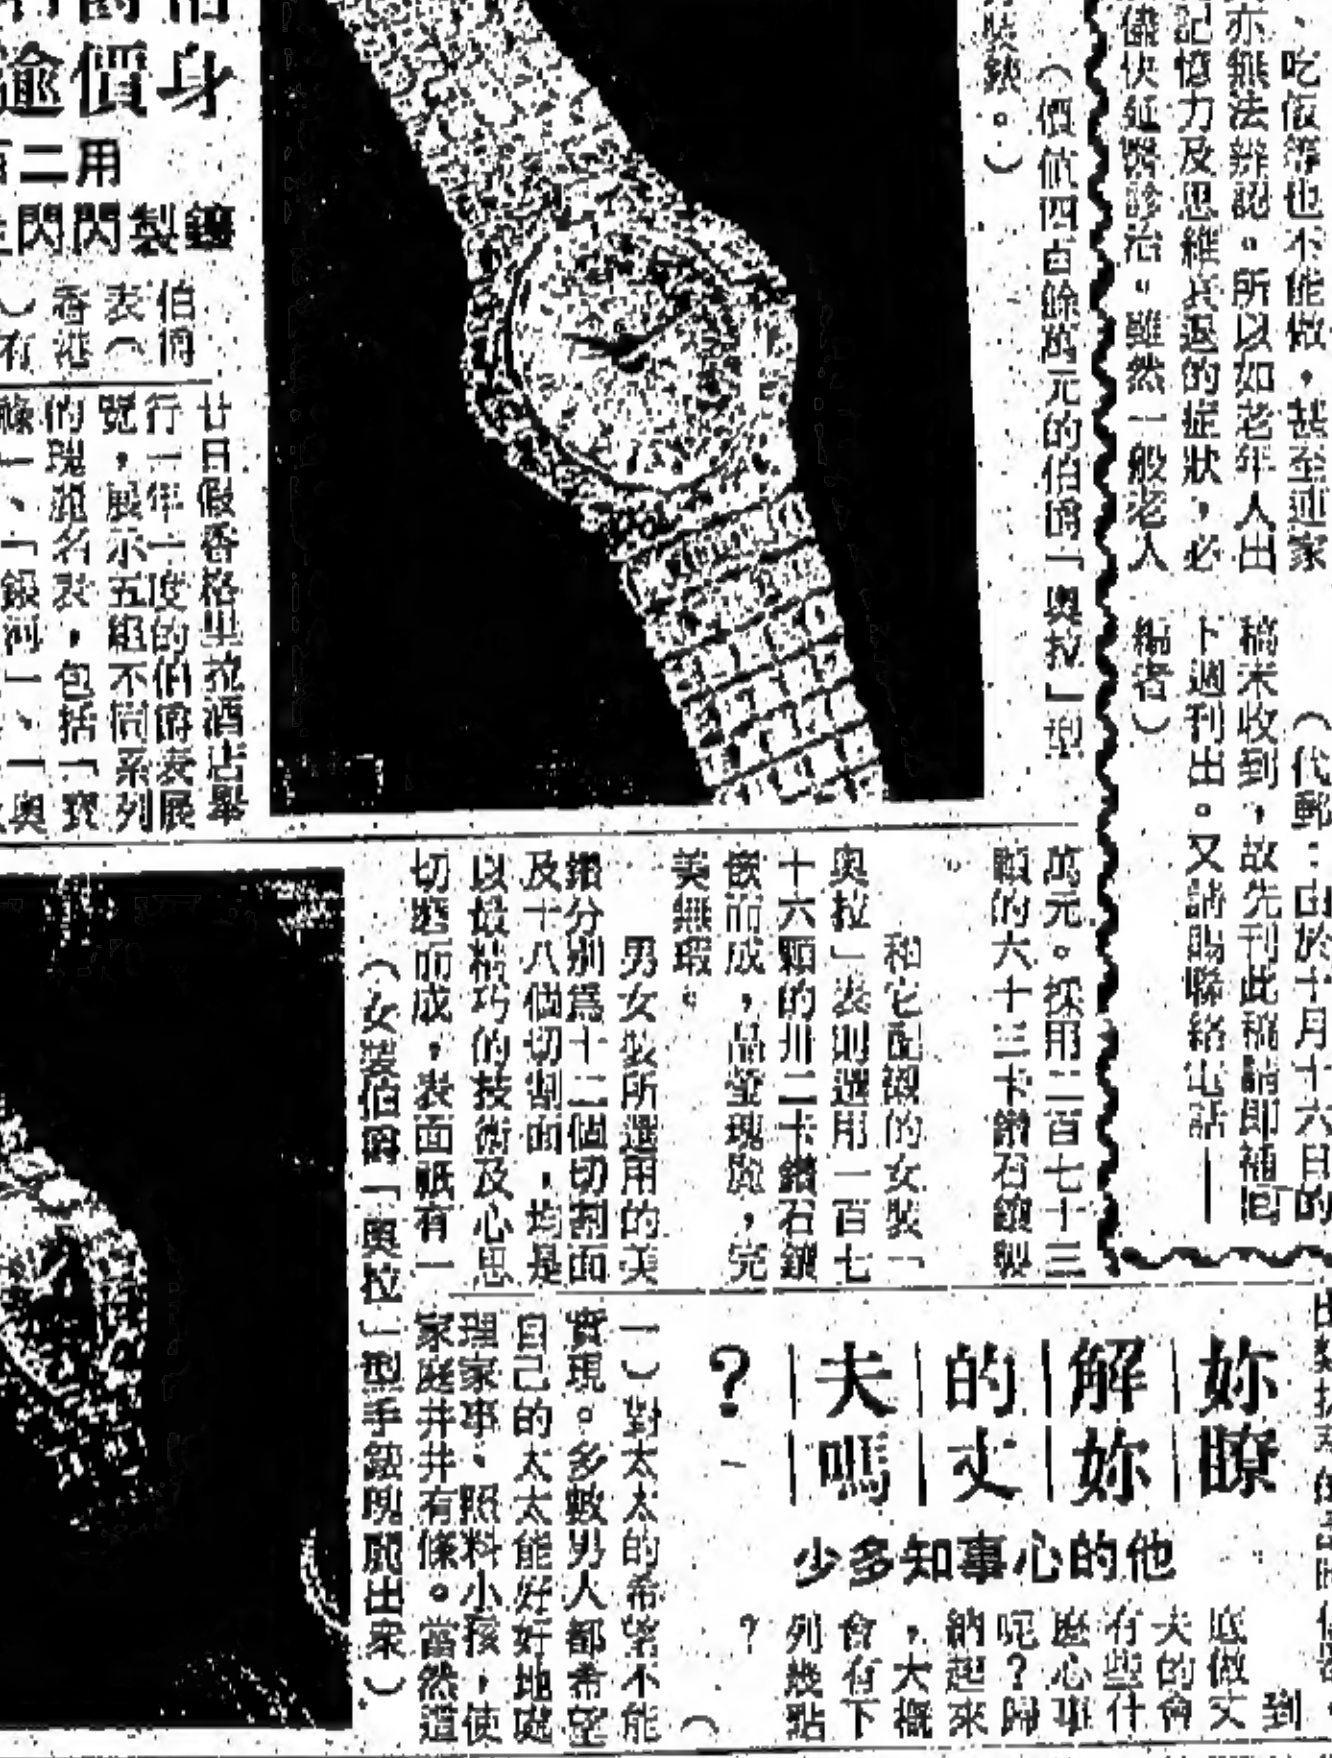 、吃飯等也不能做，甚至連家
亦無法辨認。所以如老年人出
記憶力及思維衰退的症狀，必
儘快延醫診治。雖然一般老人
（代郵：由於十月十六日的
稿未收到，故先刊此稿請即補回
下週刊出。又請賜聯絡電話——
編者）
（價值四百餘萬元的伯爵「奧拉」型
男裝錶。）
身價逾
用二百
鑲製閃閃生
伯爵
表（
香港
）有
廿日假香格里拉酒店舉
行一年一度的伯爵表展
覽，展示五組不同系列
的瑰麗名表，包括「寶
」、「銀河」、「奧
萬元。採用二百七十三
顆的六十三卡鑽石鑲製
。
和它配襯的女裝「
奧拉」表則選用一百七
十六顆的卅二卡鑽石鑲
嵌而成，晶瑩瑰麗，完
美無瑕。
男女裝所選用的美
鑽分別為十二個切割面
及十八個切割面，均是
以最精巧的技術及心思
切磨而成，表面祇有一
（女裝伯爵「奧拉」型手錶瑰麗出眾）
妳瞭
解妳
的丈
夫嗎
？
他的心事知多少
到
底做丈
夫的會
有些什
麼心事
呢？歸
納起來
，大概
會有下
列幾點
？
（
一）對太太的希望不能
實現。多數男人都希望
自己的太太能好好地處
理家事、照料小孩，使
家庭井井有條。當然這